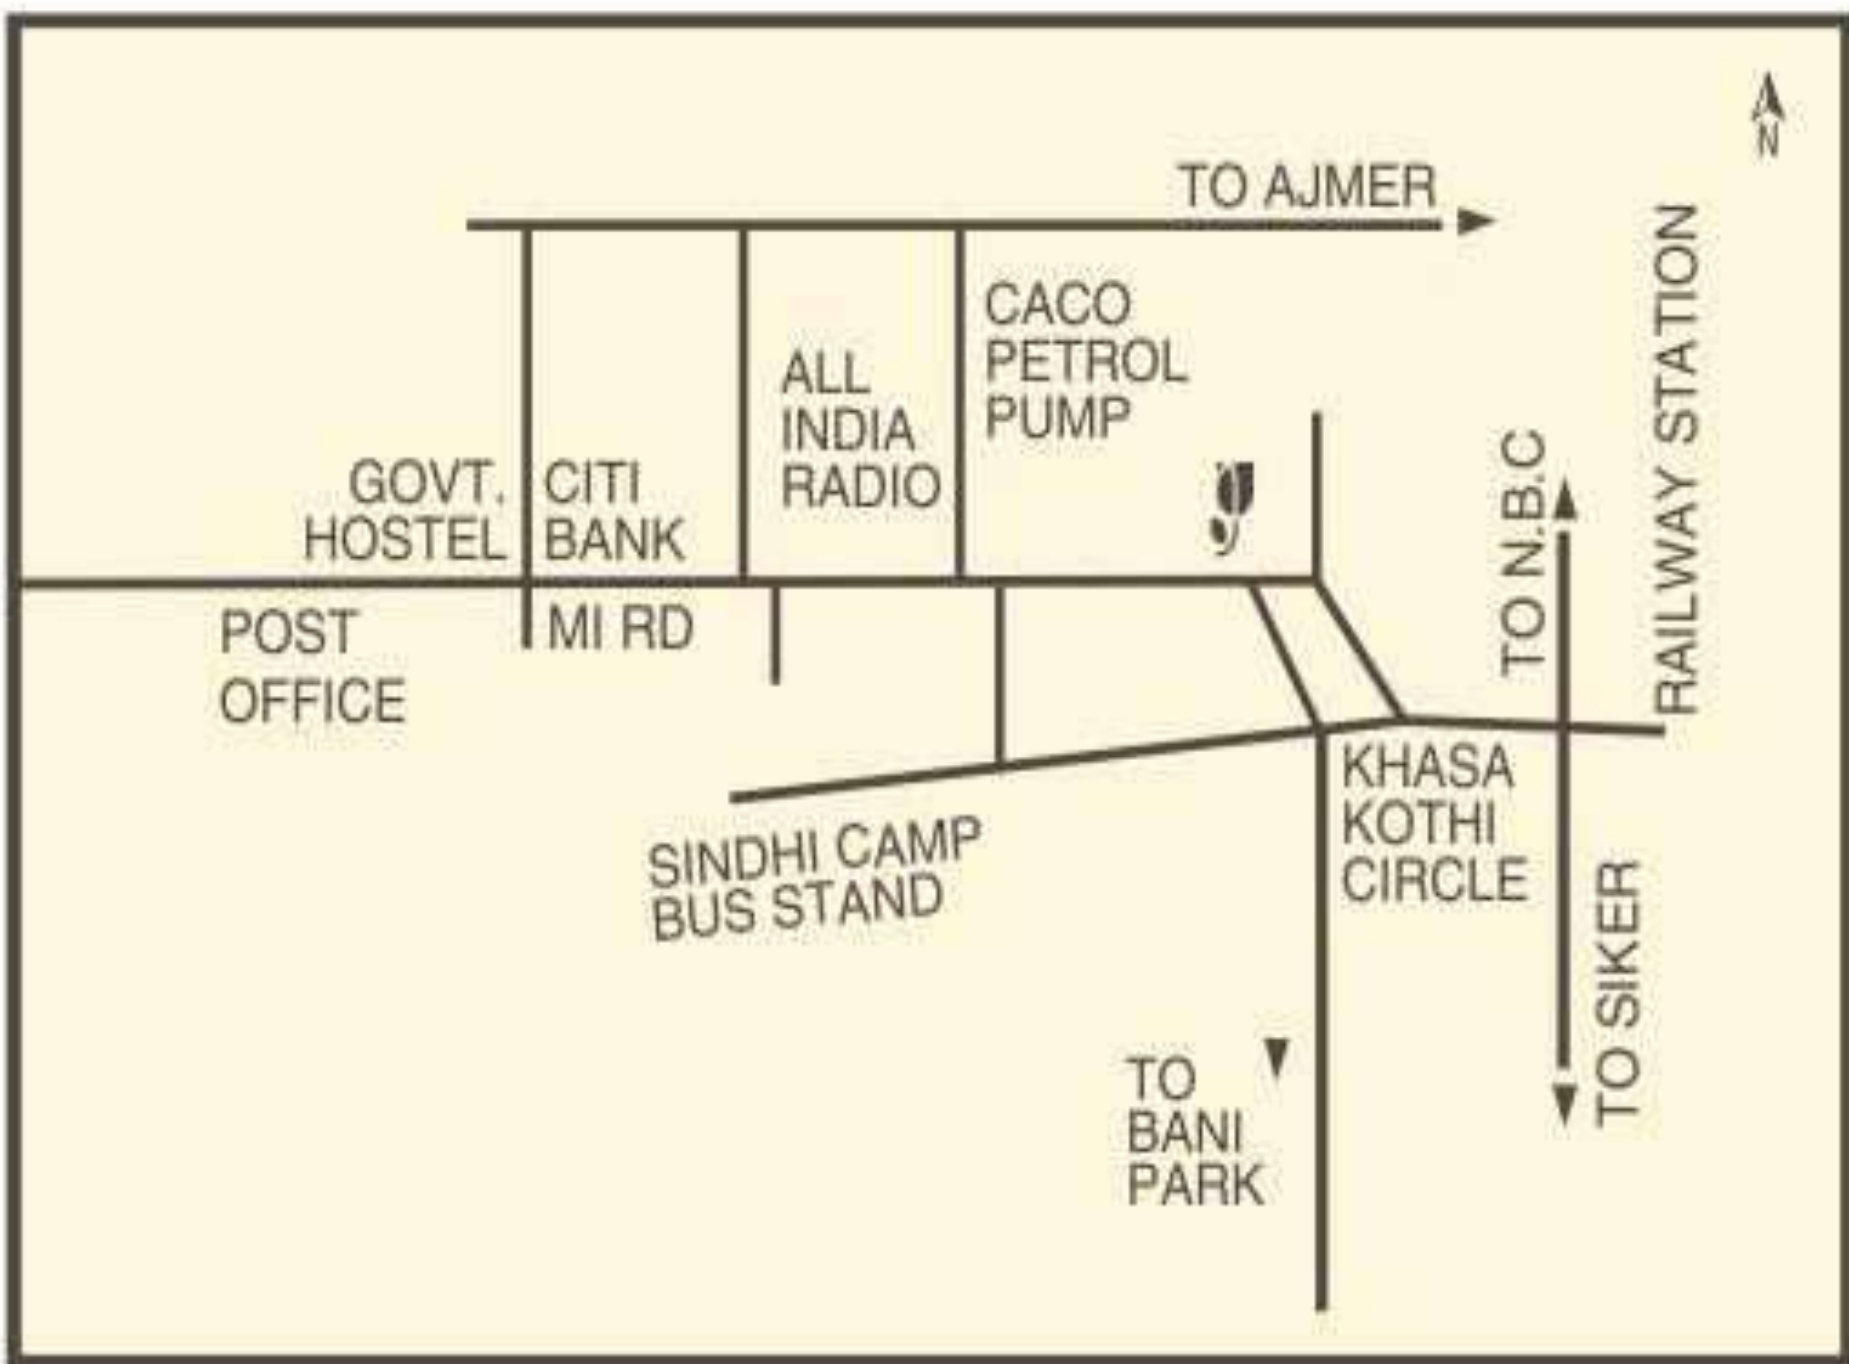 N
TO AJMER
RAILWAY STATION
CACO
PETROL
PUMP
ALL
INDIA
RADIO
GOVT.
HOSTEL
CITI
BANK
TO N.B.C
POST
OFFICE
MI RD
KHASA
KOTHI
CIRCLE
SINDHI CAMP
BUS STAND
TO SIKER
TO
BANI
PARK